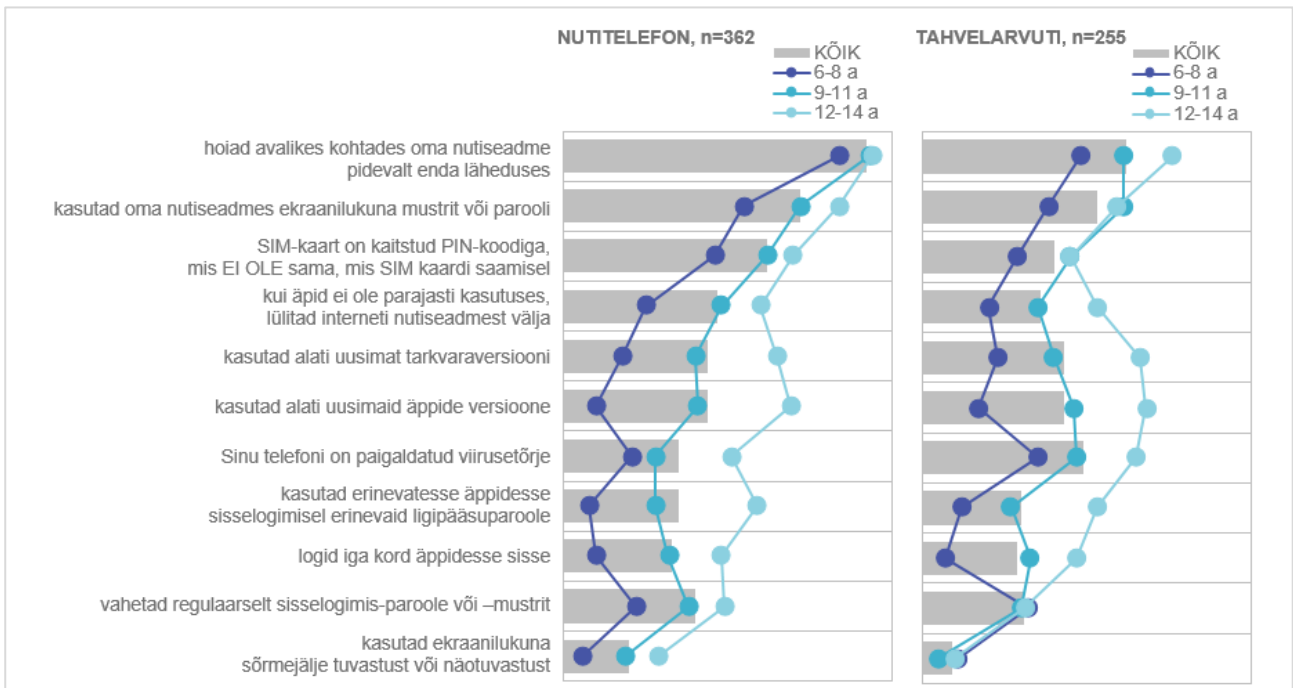 NUTITELEFON, n=362
KÕIK
6-8 a
9-11 a
12-14 a
TAHVELARVUTI, n=255
KÕIK
6-8 a
9-11 a
12-14 a
hoiad avalikes kohtades oma nutiseadme
pidevalt enda läheduses
kasutad oma nutiseadmes ekraanilukuna mustrit või parooli
SIM-kaart on kaitstud PIN-koodiga,
mis EI OLE sama, mis SIM kaardi saamisel
kui äpid ei ole parajasti kasutuses,
lülitad interneti nutiseadmest välja
kasutad alati uusimat tarkvaraversiooni
kasutad alati uusimaid äppide versioone
Sinu telefoni on paigaldatud viirusetõrje
kasutad erinevatesse äppidesse
sisselogimisel erinevaid ligipääsuparoole
logid iga kord äppidesse sisse
vahetad regulaarselt sisselogimis-paroole või –mustrit
kasutad ekraanilukuna
sõrmejälje tuvastust või näotuvastust